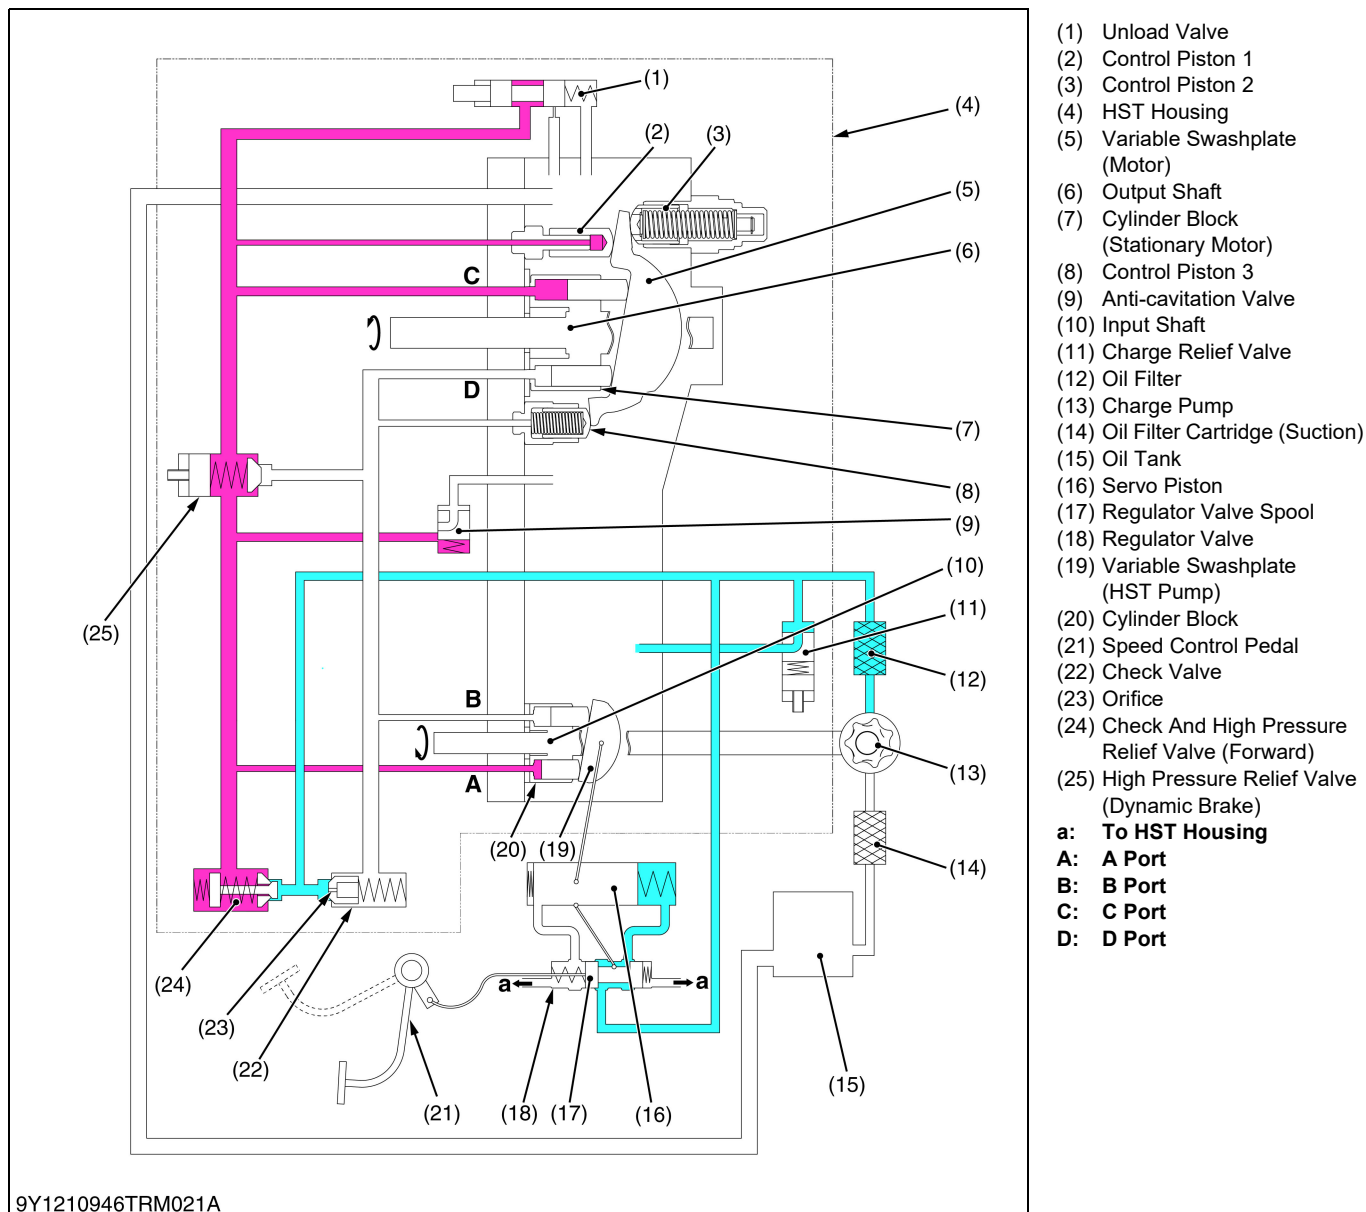 (1)
(2)
(3)
(4)
(5)
(6)
C
D
(7)
(8)
(9)
(10)
(11)
(25)
(12)
B
A
(13)
(20)
(19)
(14)
(24)
a
a
(23)
(22)
(21)
(18)
(17)
(16)
(15)
9Y1210946TRM021A
(1) Unload Valve
(2) Control Piston 1
(3) Control Piston 2
(4) HST Housing
(5) Variable Swashplate
(Motor)
(6) Output Shaft
(7) Cylinder Block
(Stationary Motor)
(8) Control Piston 3
(9) Anti-cavitation Valve
(10) Input Shaft
(11) Charge Relief Valve
(12) Oil Filter
(13) Charge Pump
(14) Oil Filter Cartridge (Suction)
(15) Oil Tank
(16) Servo Piston
(17) Regulator Valve Spool
(18) Regulator Valve
(19) Variable Swashplate
(HST Pump)
(20) Cylinder Block
(21) Speed Control Pedal
(22) Check Valve
(23) Orifice
(24) Check And High Pressure
Relief Valve (Forward)
(25) High Pressure Relief Valve
(Dynamic Brake)
a: To HST Housing
A: A Port
B: B Port
C: C Port
D: D Port